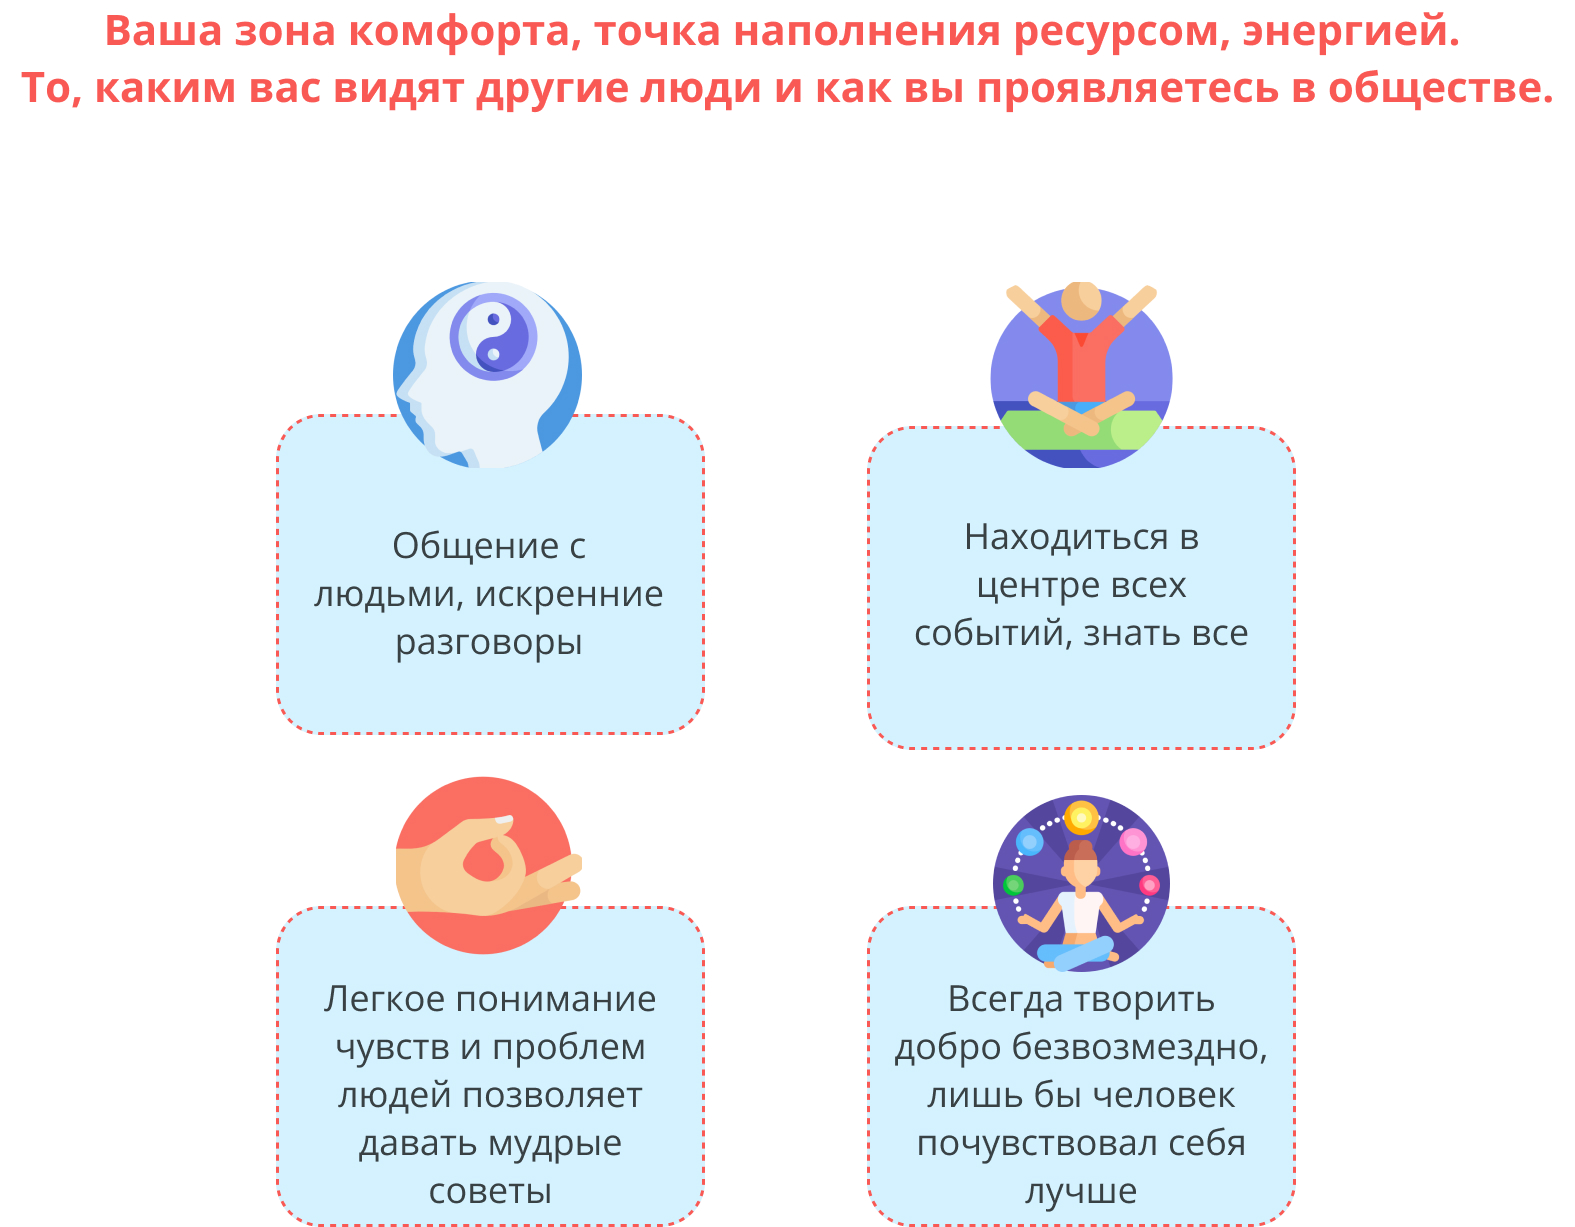 Ваша зона комфорта, точка наполнения ресурсом, энергией.
То, каким вас видят другие люди и как вы проявляетесь в обществе.
Общение с
людьми, искренние
разговоры
Находиться в
центре всех
событий, знать все
Легкое понимание
чувств и проблем
людей позволяет
давать мудрые
советы
Всегда творить
добро безвозмездно,
лишь бы человек
почувствовал себя
лучше